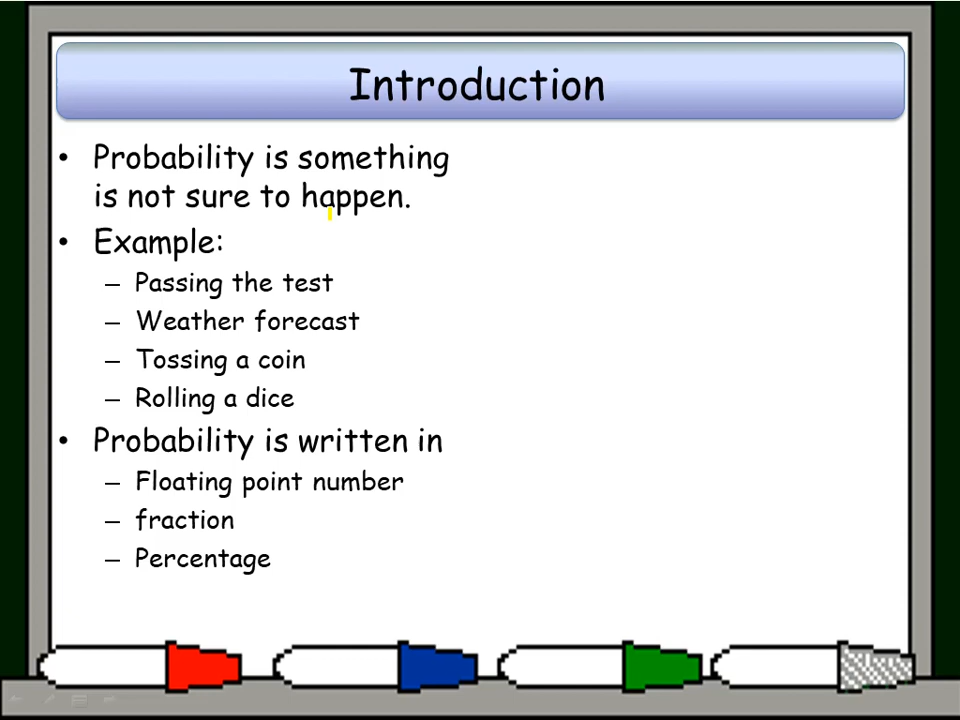 Introduction
• Probability is something
is not sure to happen.
• Example:
– Passing the test
– Weather forecast
– Tossing a coin
– Rolling a dice
• Probability is written in
– Floating point number
– fraction
– Percentage